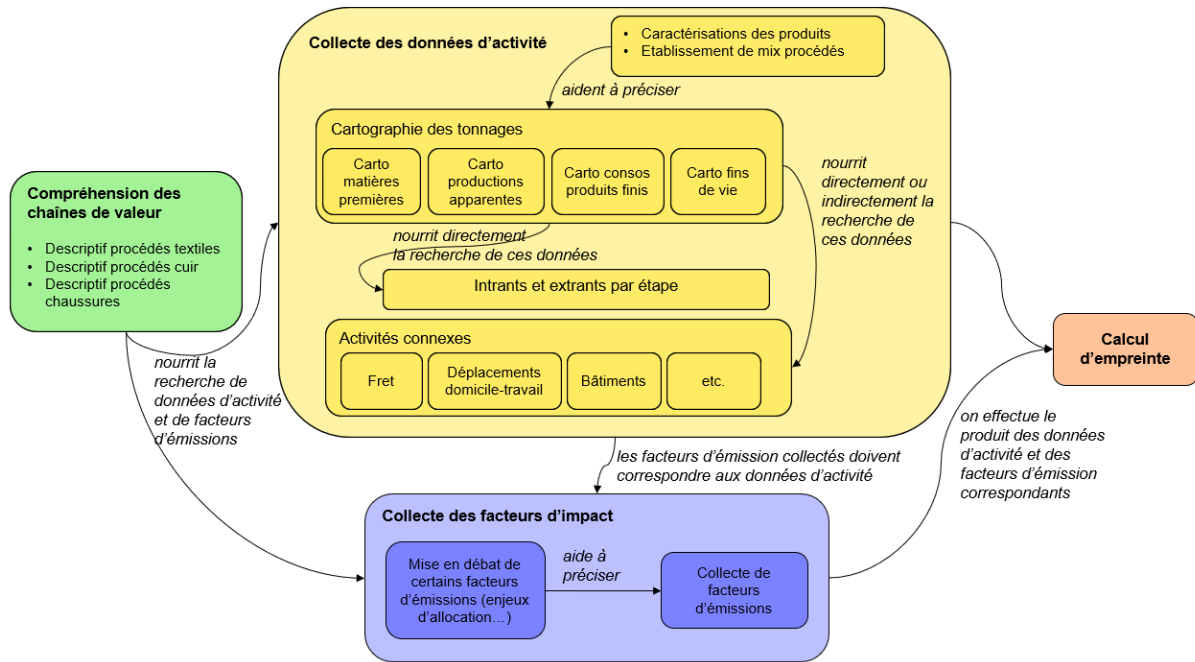 Collecte des données d’activité
• Caractérisations des produits
• Etablissement de mix procédés
aident à préciser
Cartographie des tonnages
Carto
matières
premières
Carto
productions
apparentes
Carto consos
produits finis
Carto fins
de vie
nourrit
directement ou
indirectement la
recherche de
ces données
Compréhension des
chaînes de valeur
• Descriptif procédés textiles
• Descriptif procédés cuir
• Descriptif procédés
chaussures
nourrit directement
la recherche de ces données
Intrants et extrants par étape
Activités connexes
Fret
Déplacements
domicile-travail
Bâtiments
etc.
Calcul
d’empreinte
nourrit la
recherche de
données d’activité
et de facteurs
d’émissions
les facteurs d’émission collectés doivent
correspondre aux données d’activité
on effectue le
produit des données
d’activité et des
facteurs d’émission
correspondants
Collecte des facteurs d’impact
Mise en débat de
certains facteurs
d’émissions (enjeux
d’allocation…)
aide à
préciser
Collecte de
facteurs
d’émissions